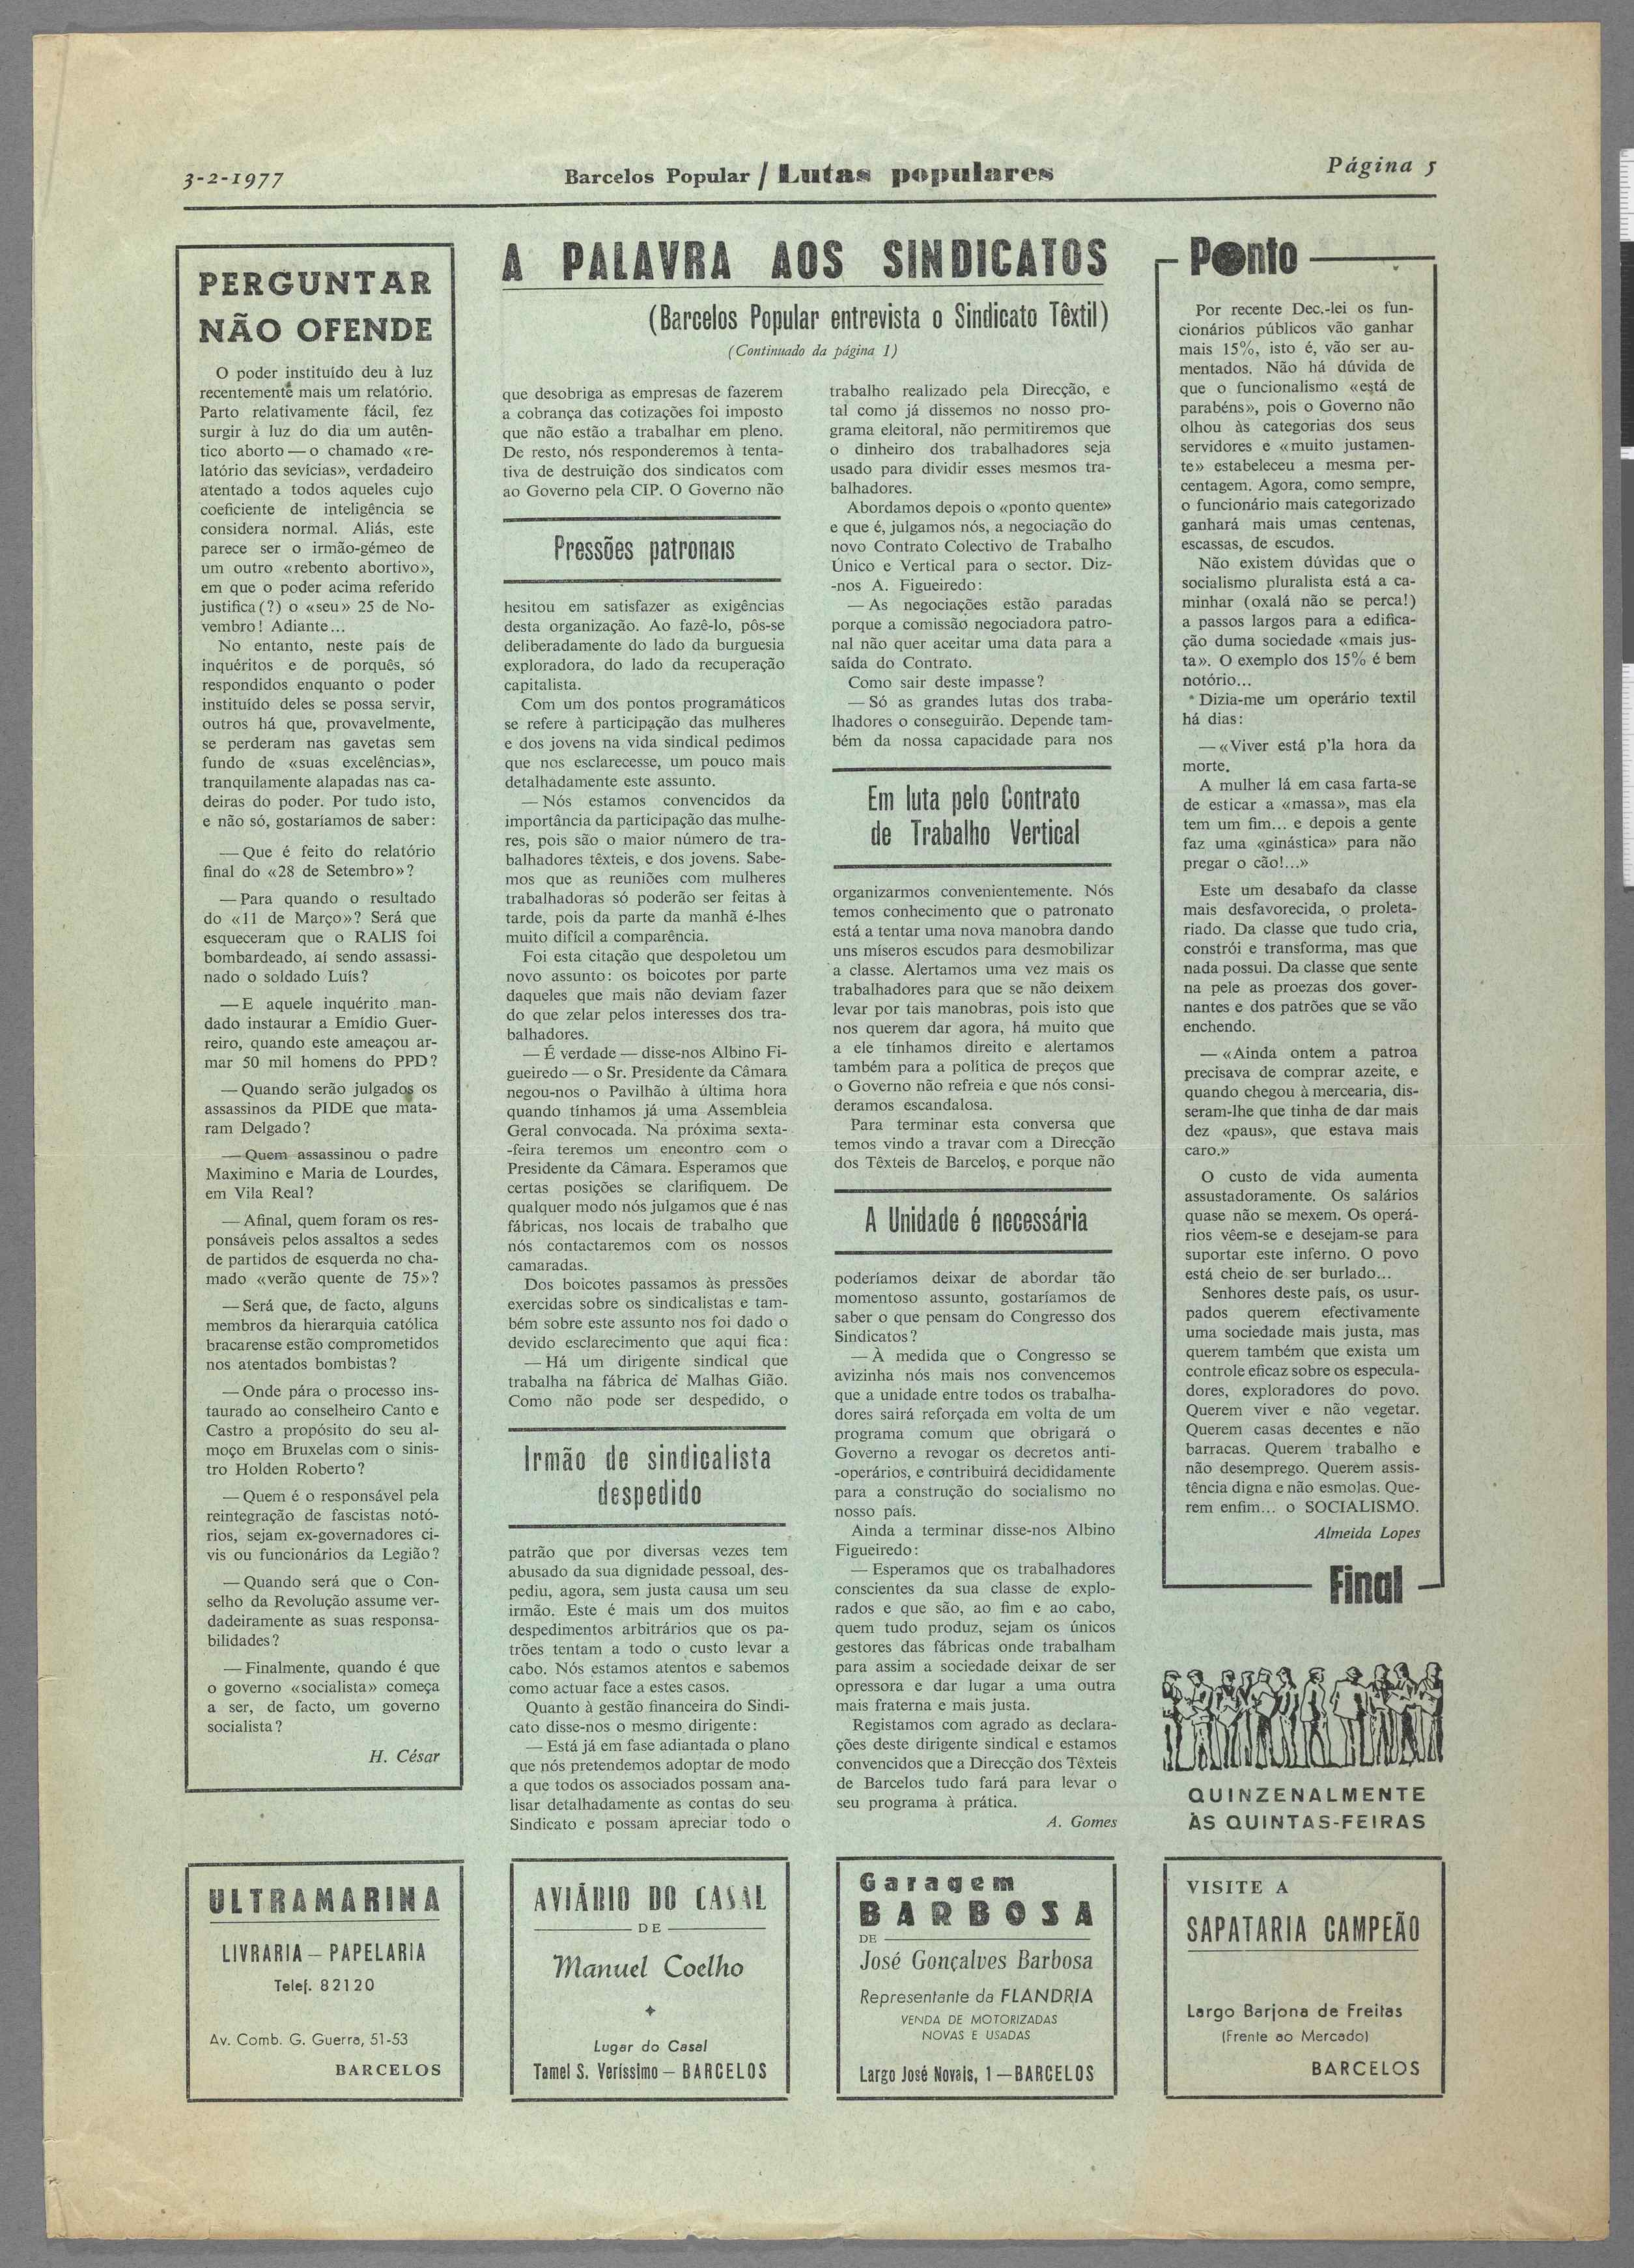 3-2-1977
Barcelos Popular / Lutas populares
Página 5
PERGUNTAR
NÃO OFENDE
O poder instituído deu à luz
recentemente mais um relatório.
Parto relativamente fácil, fez
surgir à luz do dia um autên-
tico aborto — o chamado «re-
latório das sevícias», verdadeiro
atentado a todos aqueles cujo
coeficiente de inteligência se
considera normal. Aliás, este
parece ser o irmão-gémeo de
um outro «rebento abortivo»,
em que o poder acima referido
justifica(?) o «seu» 25 de No-
vembro! Adiante...
No entanto, neste país de
inquéritos e de porquês, só
respondidos enquanto o poder
instituído deles se possa servir,
outros há que, provavelmente,
se perderam nas gavetas sem
fundo de «suas excelências»,
tranquilamente alapadas nas ca-
deiras do poder. Por tudo isto,
e não só, gostaríamos de saber:
— Que é feito do relatório
final do «28 de Setembro»?
— Para quando o resultado
do «11 de Março»? Será que
esqueceram que o RALIS foi
bombardeado, aí sendo assassi-
nado o soldado Luís?
— E aquele inquérito man-
dado instaurar a Emídio Guer-
reiro, quando este ameaçou ar-
mar 50 mil homens do PPD?
— Quando serão julgados os
assassinos da PIDE que mata-
ram Delgado?
— Quem assassinou o padre
Maximino e Maria de Lourdes,
em Vila Real?
— Afinal, quem foram os res-
ponsáveis pelos assaltos a sedes
de partidos de esquerda no cha-
mado «verão quente de 75»?
— Será que, de facto, alguns
membros da hierarquia católica
bracarense estão comprometidos
nos atentados bombistas?
— Onde pára o processo ins-
taurado ao conselheiro Canto e
Castro a propósito do seu al-
moço em Bruxelas com o sinis-
tro Holden Roberto?
— Quem é o responsável pela
reintegração de fascistas notó-
rios, sejam ex-governadores ci-
vis ou funcionários da Legião?
— Quando será que o Con-
selho da Revolução assume ver-
dadeiramente as suas responsa-
bilidades?
— Finalmente, quando é que
o governo «socialista» começa
a ser, de facto, um governo
socialista?
H. César
A PALAVRA AOS SINDICATOS
(Barcelos Popular entrevista o Sindicato Têxtil)
(Continuado da página 1)
que desobriga as empresas de fazerem
a cobrança das cotizações foi imposto
que não estão a trabalhar em pleno.
De resto, nós responderemos à tenta-
tiva de destruição dos sindicatos com
ao Governo pela CIP. O Governo não
Pressões patronais
hesitou em satisfazer as exigências
desta organização. Ao fazê-lo, pôs-se
deliberadamente do lado da burguesia
exploradora, do lado da recuperação
capitalista.
Com um dos pontos programáticos
se refere à participação das mulheres
e dos jovens na vida sindical pedimos
que nos esclarecesse, um pouco mais
detalhadamente este assunto.
— Nós estamos convencidos da
importância da participação das mulhe-
res, pois são o maior número de tra-
balhadores têxteis, e dos jovens. Sabe-
mos que as reuniões com mulheres
trabalhadoras só poderão ser feitas à
tarde, pois da parte da manhã é-lhes
muito difícil a comparência.
Foi esta citação que despoletou um
novo assunto: os boicotes por parte
daqueles que mais não deviam fazer
do que zelar pelos interesses dos tra-
balhadores.
— É verdade — disse-nos Albino Fi-
gueiredo — o Sr. Presidente da Câmara
negou-nos o Pavilhão à última hora
quando tínhamos já uma Assembleia
Geral convocada. Na próxima sexta-
-feira teremos um encontro com o
Presidente da Câmara. Esperamos que
certas posições se clarifiquem. De
qualquer modo nós julgamos que é nas
fábricas, nos locais de trabalho que
nós contactaremos com os nossos
camaradas.
Dos boicotes passamos às pressões
exercidas sobre os sindicalistas e tam-
bém sobre este assunto nos foi dado o
devido esclarecimento que aqui fica:
— Há um dirigente sindical que
trabalha na fábrica de Malhas Gião.
Como não pode ser despedido, o
Irmão de sindicalista
despedido
patrão que por diversas vezes tem
abusado da sua dignidade pessoal, des-
pediu, agora, sem justa causa um seu
irmão. Este é mais um dos muitos
despedimentos arbitrários que os pa-
trões tentam a todo o custo levar a
cabo. Nós estamos atentos e sabemos
como actuar face a estes casos.
Quanto à gestão financeira do Sindi-
cato disse-nos o mesmo dirigente:
— Está já em fase adiantada o plano
que nós pretendemos adoptar de modo
a que todos os associados possam ana-
lisar detalhadamente as contas do seu
Sindicato e possam apreciar todo o
trabalho realizado pela Direcção, e
tal como já dissemos no nosso pro-
grama eleitoral, não permitiremos que
o dinheiro dos trabalhadores seja
usado para dividir esses mesmos tra-
balhadores.
Abordamos depois o «ponto quente»
e que é, julgamos nós, a negociação do
novo Contrato Colectivo de Trabalho
Único e Vertical para o sector. Diz-
-nos A. Figueiredo:
— As negociações estão paradas
porque a comissão negociadora patro-
nal não quer aceitar uma data para a
saída do Contrato.
Como sair deste impasse?
— Só as grandes lutas dos traba-
lhadores o conseguirão. Depende tam-
bém da nossa capacidade para nos
Em luta pelo Contrato
de Trabalho Vertical
organizarmos convenientemente. Nós
temos conhecimento que o patronato
está a tentar uma nova manobra dando
uns míseros escudos para desmobilizar
a classe. Alertamos uma vez mais os
trabalhadores para que se não deixem
levar por tais manobras, pois isto que
nos querem dar agora, há muito que
a ele tínhamos direito e alertamos
também para a política de preços que
o Governo não refreia e que nós consi-
deramos escandalosa.
Para terminar esta conversa que
temos vindo a travar com a Direcção
dos Têxteis de Barcelos, e porque não
A Unidade é necessária
poderíamos deixar de abordar tão
momentoso assunto, gostaríamos de
saber o que pensam do Congresso dos
Sindicatos?
— À medida que o Congresso se
avizinha nós mais nos convencemos
que a unidade entre todos os trabalha-
dores sairá reforçada em volta de um
programa comum que obrigará o
Governo a revogar os decretos anti-
-operários, e contribuirá decididamente
para a construção do socialismo no
nosso país.
Ainda a terminar disse-nos Albino
Figueiredo:
— Esperamos que os trabalhadores
conscientes da sua classe de explo-
rados e que são, ao fim e ao cabo,
quem tudo produz, sejam os únicos
gestores das fábricas onde trabalham
para assim a sociedade deixar de ser
opressora e dar lugar a uma outra
mais fraterna e mais justa.
Registamos com agrado as declara-
ções deste dirigente sindical e estamos
convencidos que a Direcção dos Têxteis
de Barcelos tudo fará para levar o
seu programa à prática.
A. Gomes
Ponto
Por recente Dec.-lei os fun-
cionários públicos vão ganhar
mais 15%, isto é, vão ser au-
mentados. Não há dúvida de
que o funcionalismo «está de
parabéns», pois o Governo não
olhou às categorias dos seus
servidores e «muito justamen-
te» estabeleceu a mesma per-
centagem. Agora, como sempre,
o funcionário mais categorizado
ganhará mais umas centenas,
escassas, de escudos.
Não existem dúvidas que o
socialismo pluralista está a ca-
minhar (oxalá não se perca!)
a passos largos para a edifica-
ção duma sociedade «mais jus-
ta». O exemplo dos 15% é bem
notório...
Dizia-me um operário textil
há dias:
— «Viver está p'la hora da
morte.
A mulher lá em casa farta-se
de esticar a «massa», mas ela
tem um fim... e depois a gente
faz uma «ginástica» para não
pregar o cão!...»
Este um desabafo da classe
mais desfavorecida, o proleta-
riado. Da classe que tudo cria,
constrói e transforma, mas que
nada possui. Da classe que sente
na pele as proezas dos gover-
nantes e dos patrões que se vão
enchendo.
— «Ainda ontem a patroa
precisava de comprar azeite, e
quando chegou à mercearia, dis-
seram-lhe que tinha de dar mais
dez «paus», que estava mais
caro.»
O custo de vida aumenta
assustadoramente. Os salários
quase não se mexem. Os operá-
rios vêem-se e desejam-se para
suportar este inferno. O povo
está cheio de ser burlado...
Senhores deste país, os usur-
pados querem efectivamente
uma sociedade mais justa, mas
querem também que exista um
controle eficaz sobre os especula-
dores, exploradores do povo.
Querem viver e não vegetar.
Querem casas decentes e não
barracas. Querem trabalho e
não desemprego. Querem assis-
tência digna e não esmolas. Que-
rem enfim... o SOCIALISMO.
Almeida Lopes
Final
QUINZENALMENTE
ÀS QUINTAS-FEIRAS
ULTRAMARINA
LIVRARIA — PAPELARIA
Telef. 82120
Av. Comb. G. Guerra, 51-53
BARCELOS
AVIÁRIO DO CASAL
DE
Manuel Coelho
Lugar do Casal
Tamel S. Veríssimo — BARCELOS
Garagem
BARBOSA
DE
José Gonçalves Barbosa
Representante da FLANDRIA
VENDA DE MOTORIZADAS
NOVAS E USADAS
Largo José Novais, 1 — BARCELOS
VISITE A
SAPATARIA CAMPEÃO
Largo Barjona de Freitas
(Frente ao Mercado)
BARCELOS